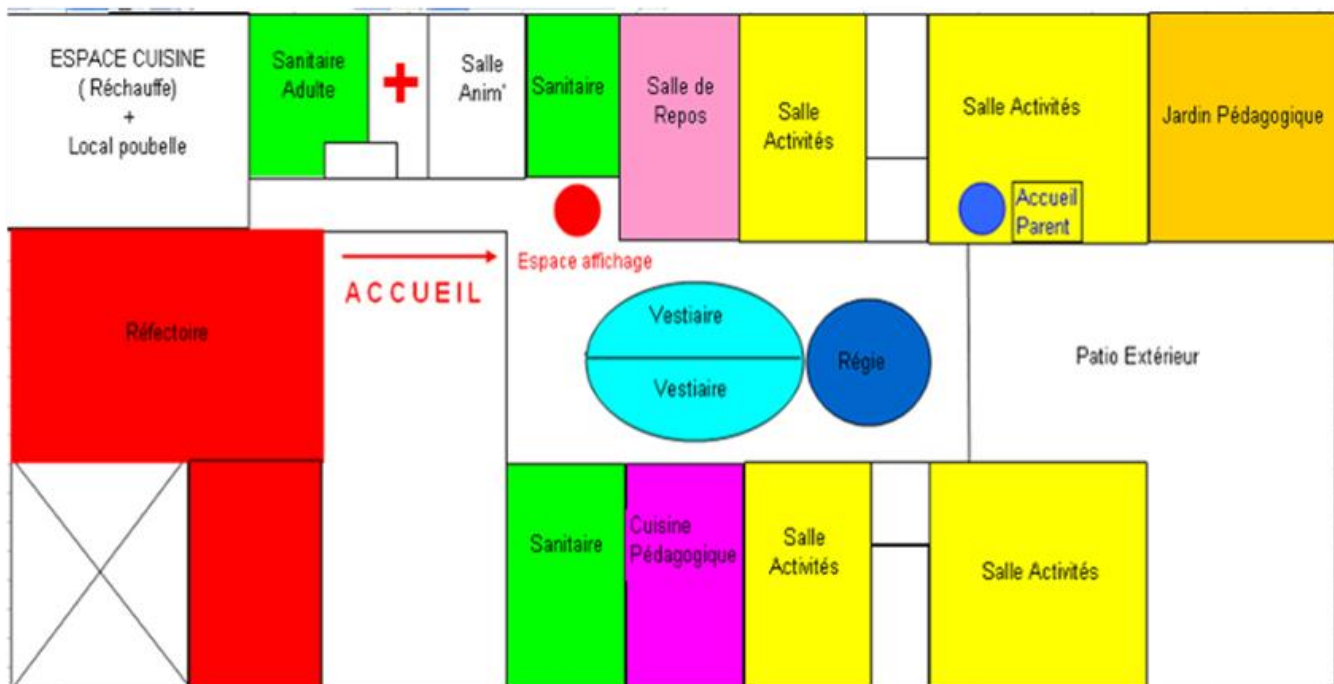 ESPACE CUISINE
( Réchauffe)
+
Local poubelle
Sanitaire
Adulte
Salle
Anim'
Sanitaire
Salle de
Repos
Salle
Activités
Salle Activités
Jardin Pédagogique
Accueil
Parent
ACCUEIL
Espace affichage
Réfectoire
Vestiaire
Vestiaire
Régie
Patio Extérieur
Sanitaire
Cuisine
Pédagogique
Salle
Activités
Salle Activités